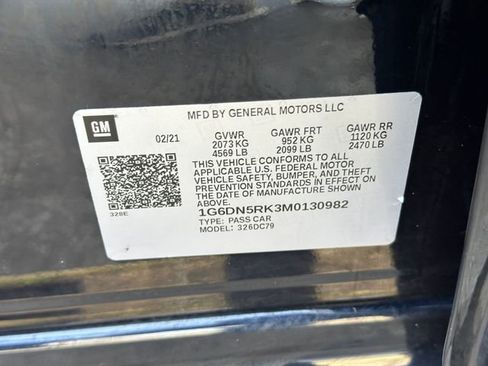 MFD BY GENERAL MOTORS LLC
GM
02/21
GVWR GAWR FRT GAWR RR
2073 KG 952 KG 1120 KG
4569 LB 2099 LB 2470 LB
THIS VEHICLE CONFORMS TO ALL
APPLICABLE U.S. FEDERAL MOTOR
VEHICLE SAFETY, BUMPER, AND THEFT
PREVENTION STANDARDS IN EFFECT ON
THE DATE OF MANUFACTURE SHOWN
ABOVE.
1G6DN5RK3M0130982
TYPE: PASS CAR
MODEL: 326DC79
328E